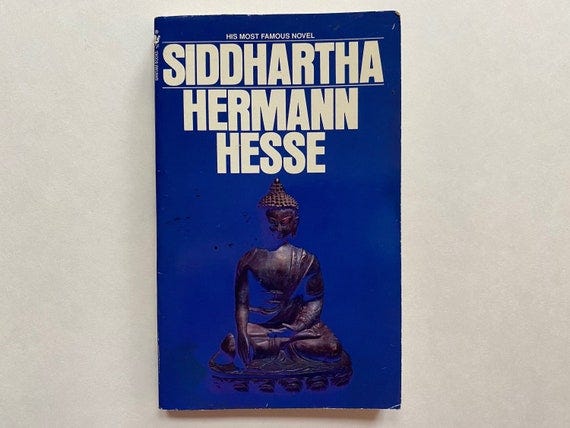 HIS MOST FAMOUS NOVEL
SIDDHARTHA
HERMANN
HESSE